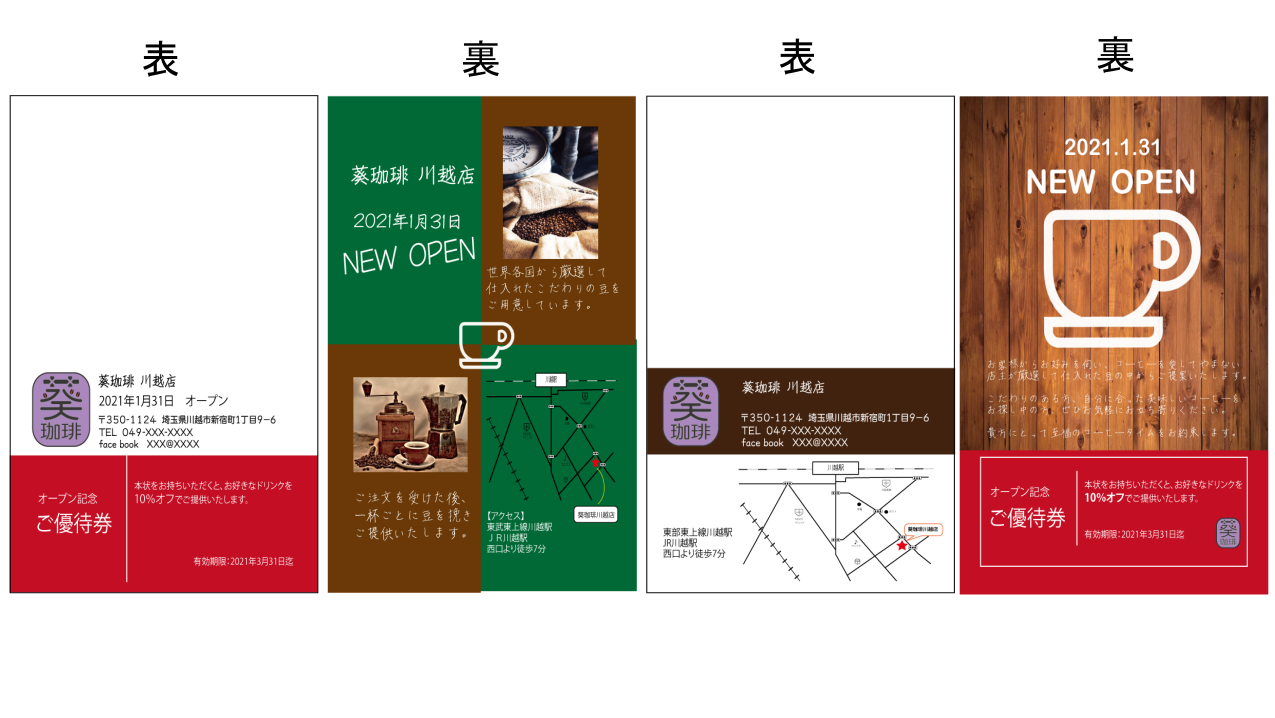 表
裏
表
裏
葵
珈琲
葵珈琲 川越店
2021年1月31日 オープン
〒350-1124 埼玉県川越市新宿町1丁目9-6
TEL 049-XXX-XXXX
face book XXX@XXXX
オープン記念
ご優待券
本状をお持ちいただくと、お好きなドリンクを
10%オフでご提供いたします。
有効期限:2021年3月31日迄
葵珈琲 川越店
2021年1月31日
NEW OPEN
世界各国から厳選して
仕入れたこだわりの豆を
ご用意しています。
ご注文を受けた後、
一杯ごとに豆を挽き
ご提供いたします。
川越駅
葵珈琲川越店
【アクセス】
東武東上線川越駅
JR川越駅
西口より徒歩7分
葵
珈琲
葵珈琲 川越店
〒350-1124 埼玉県川越市新宿町1丁目9-6
TEL 049-XXX-XXXX
face book XXX@XXXX
川越駅
葵珈琲川越店
東部東上線川越駅
JR川越駅
西口より徒歩7分
2021.1.31
NEW OPEN
お客様からお好みを伺い、コーヒーを愛してやまない
店主が厳選して仕入れた豆の中からご提案いたします。
こだわりのある方、自分に合った美味しいコーヒーを
お探し中の方、ぜひお気軽にお立ち寄りください。
貴方にとって至福のコーヒータイムをお約束します。
オープン記念
ご優待券
本状をお持ちいただくと、お好きなドリンクを
10%オフでご提供いたします。
有効期限:2021年3月31日迄
葵
珈琲